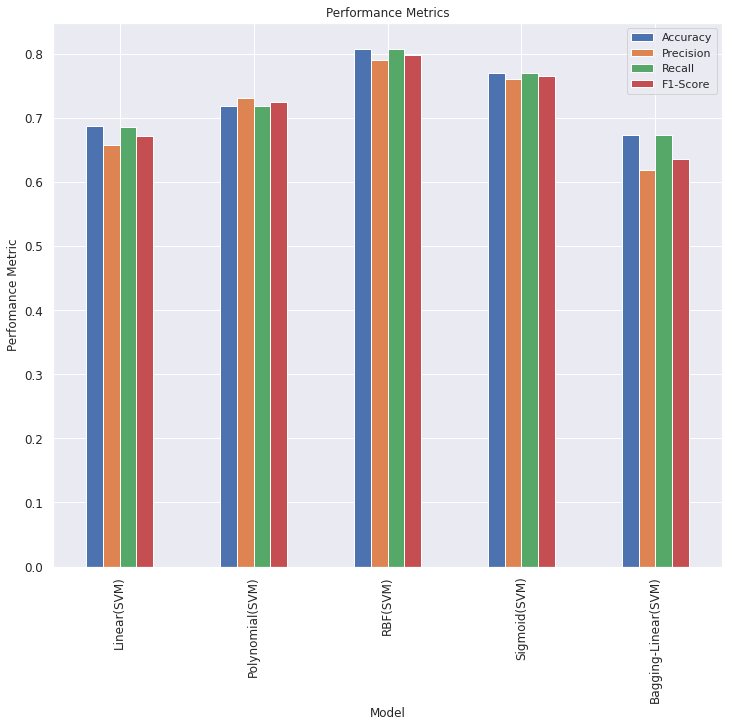 Performance Metrics
Accuracy
Precision
Recall
F1-Score
Perfomance Metric
0.8
0.7
0.6
0.5
0.4
0.3
0.2
0.1
0.0
Linear(SVM)
Polynomial(SVM)
RBF(SVM)
Sigmoid(SVM)
Bagging-Linear(SVM)
Model